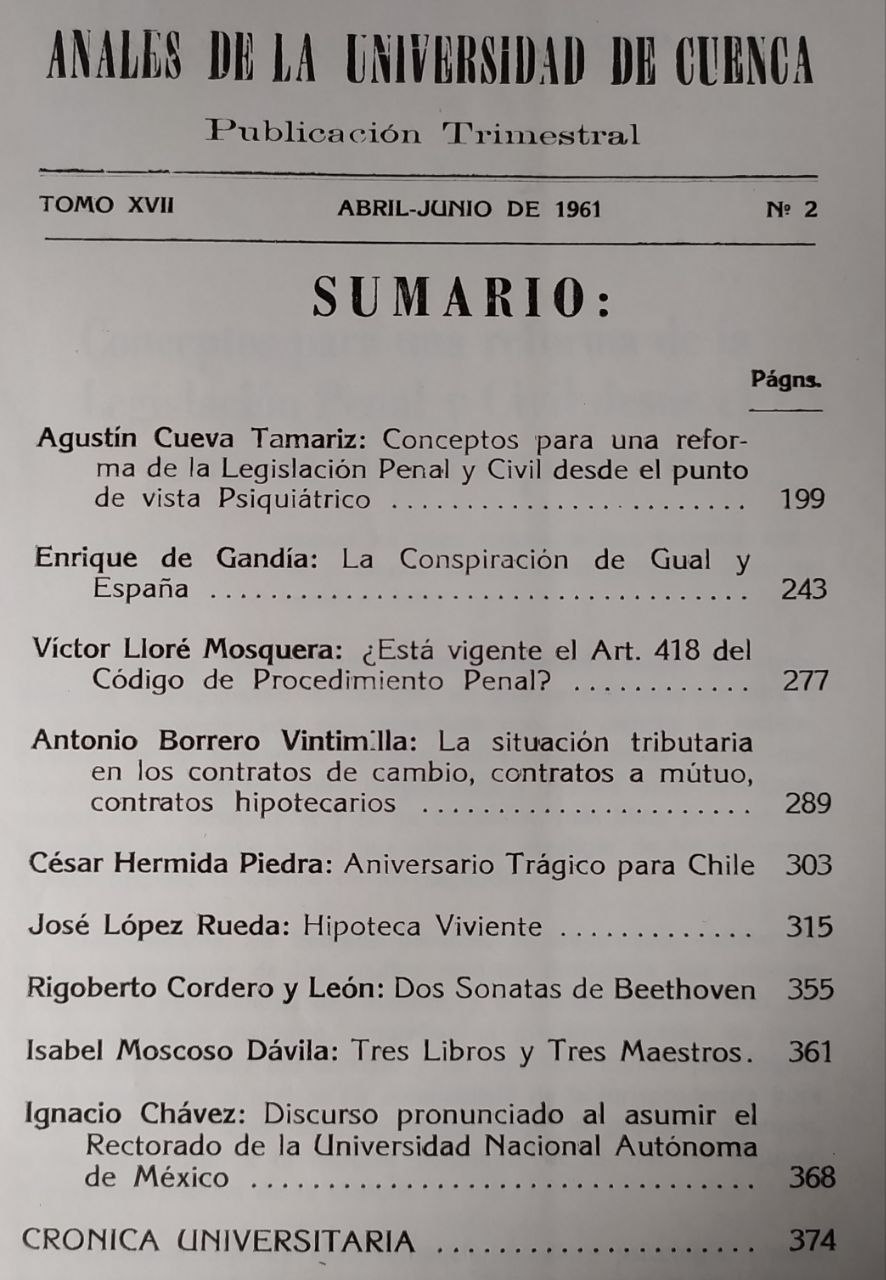 ANALES DE LA UNIVERSIDAD DE CUENCA
Publicación Trimestral
TOMO XVII ABRIL-JUNIO DE 1961 Nº 2
SUMARIO:
Págns.
Agustín Cueva Tamariz: Conceptos para una refor-
ma de la Legislación Penal y Civil desde el punto
de vista Psiquiátrico ........................ 199
Enrique de Gandía: La Conspiración de Gual y
España .................................... 243
Víctor Lloré Mosquera: ¿Está vigente el Art. 418 del
Código de Procedimiento Penal? ............ 277
Antonio Borrero Vintimilla: La situación tributaria
en los contratos de cambio, contratos a mútuo,
contratos hipotecarios ...................... 289
César Hermida Piedra: Aniversario Trágico para Chile 303
José López Rueda: Hipoteca Viviente ............. 315
Rigoberto Cordero y León: Dos Sonatas de Beethoven 355
Isabel Moscoso Dávila: Tres Libros y Tres Maestros. 361
Ignacio Chávez: Discurso pronunciado al asumir el
Rectorado de la Universidad Nacional Autónoma
de México .................................. 368
CRONICA UNIVERSITARIA ...................... 374